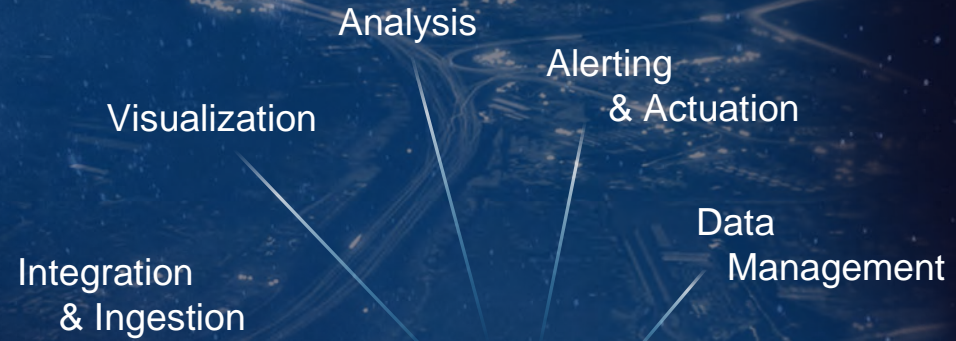 Analysis
Alerting
& Actuation
Visualization
Data
Management
Integration
& Ingestion